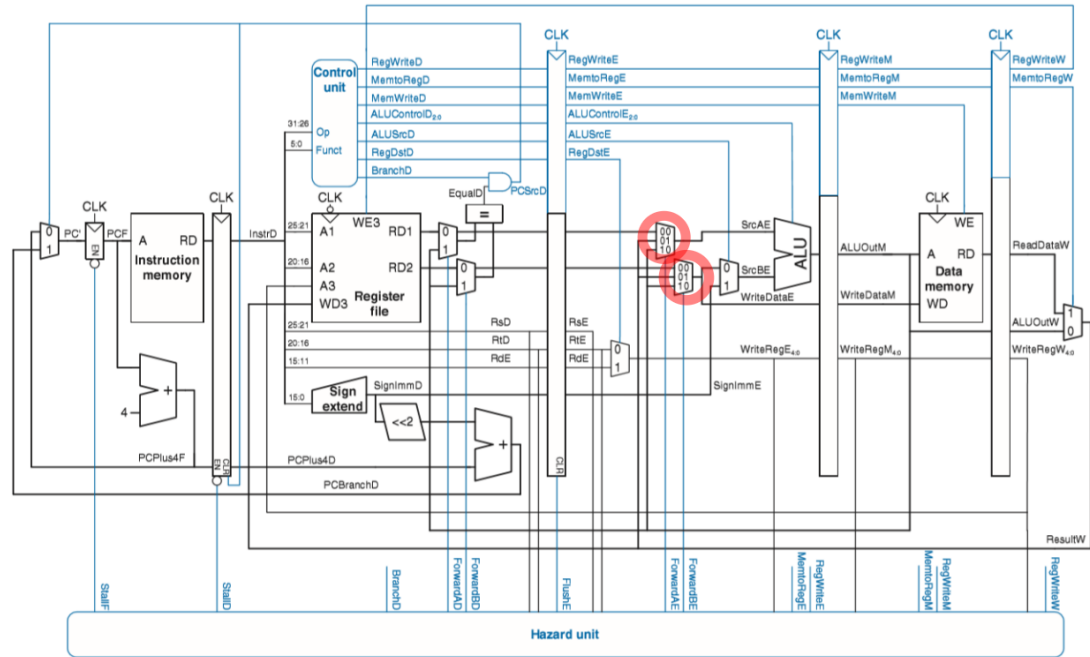 CLK
CLK
CLK
Control
unit
31:26
Op
5:0
Funct
RegWriteD
MemtoRegD
MemWriteD
ALUControlD2:0
ALUSrcD
RegDstD
BranchD
RegWriteE
MemtoRegE
MemWriteE
ALUControlE2:0
ALUSrcE
RegDstE
RegWriteM
MemtoRegM
MemWriteM
RegWriteW
MemtoRegW
EqualD
PCSrcD
=
CLK
CLK
CLK
CLK
0
1
PC'
EN
PCF
A RD
Instruction
memory
InstrD
25:21
20:16
A1
A2
A3
WD3
WE3
RD1
RD2
Register
file
0
1
0
1
00
01
10
00
01
10
0
1
SrcAE
SrcBE
ALU
WriteDataE
ALUOutM
WriteDataM
WE
A RD
Data
memory
WD
ReadDataW
1
0
ALUOutW
25:21
RsD
RsE
20:16
RtD
RtE
15:11
RdE
RdE
0
1
WriteRegE4:0
WriteRegM4:0
WriteRegW4:0
15:0
Sign
extend
SignImmD
SignImmE
<<2
+
4
+
PCPlus4F
EN
CLR
PCPlus4D
CLR
PCBranchD
ResultW
StallF
StallD
BranchD
ForwardAD
ForwardBD
FlushE
ForwardAE
ForwardBE
MemtoRegE
RegWriteE
MemtoRegM
RegWriteM
RegWriteW
Hazard unit